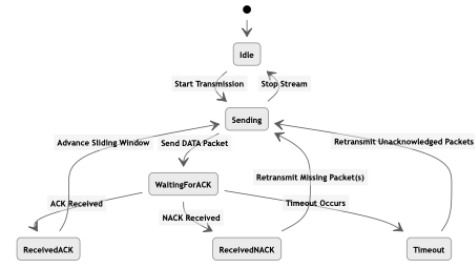 Idle
Start Transmission
Stop Stream
Sending
Advance Sliding Window
Send DATA Packet
Retransmit Unacknowledged Packets
WaitingForACK
Retransmit Missing Packet(s)
ACK Received
NACK Received
Timeout Occurs
ReceivedACK
ReceivedNACK
Timeout